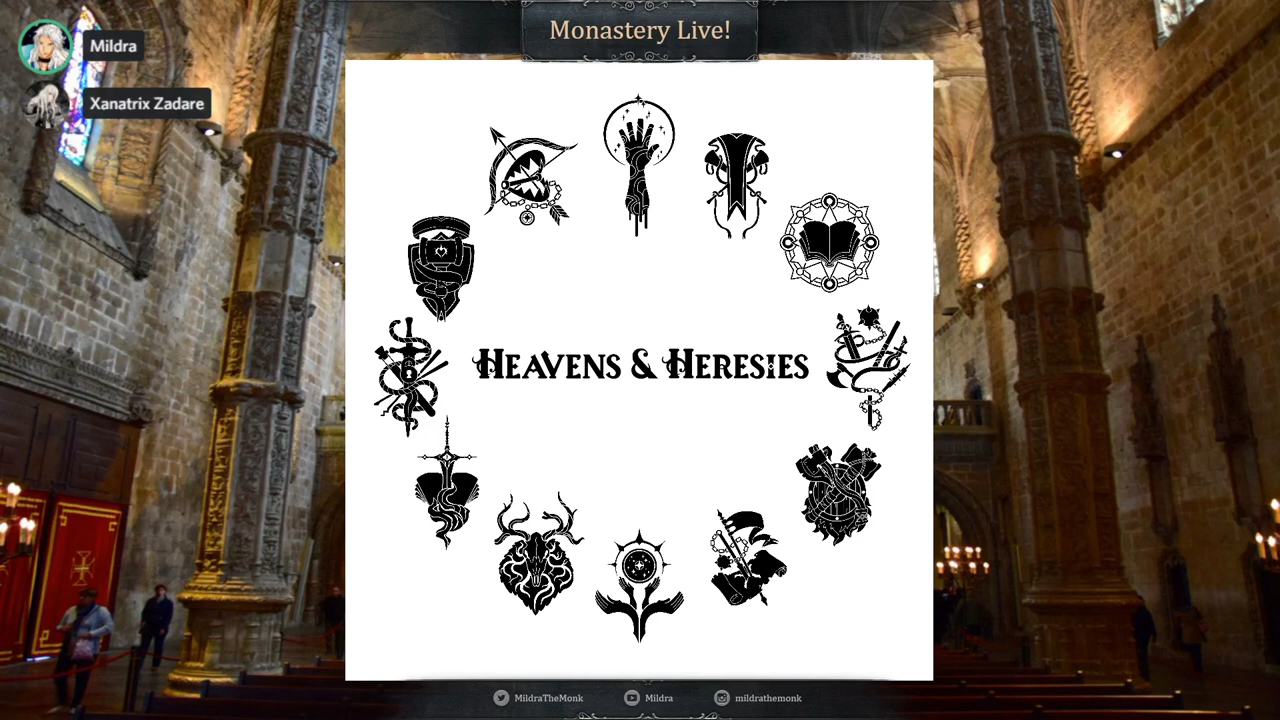 Monastery Live!
Mildra
Xanatrix Zadare
Heavens & Heresies
MildraTheMonk
Mildra
mildrathemonk